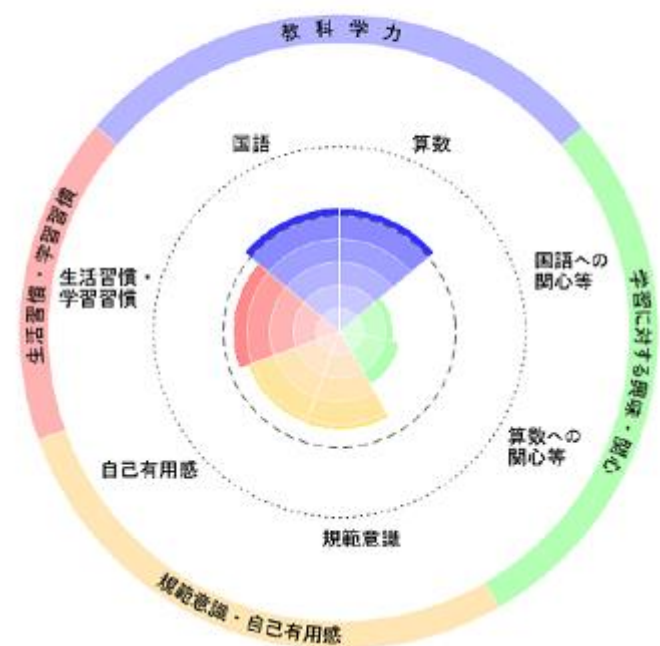 教科学力
国語
算数
生活習慣・学習習慣
生活習慣・
学習習慣
国語への
関心等
学習に対する興味・関心
算数への
関心等
自己有用感
規範意識
規範意識・自己有用感